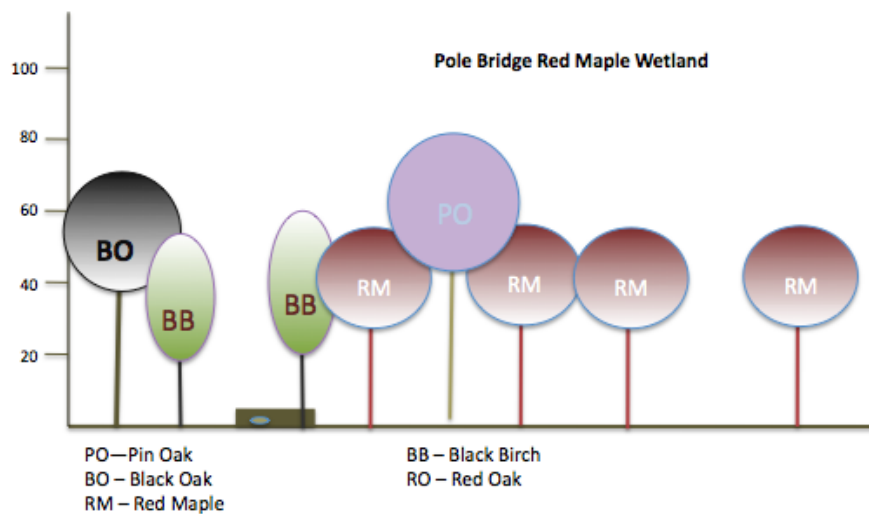 Pole Bridge Red Maple Wetland
100
80
60
40
20
BO
BB
BB
RM
PO
RM
RM
RM
PO—Pin Oak
BO – Black Oak
RM – Red Maple
BB – Black Birch
RO – Red Oak